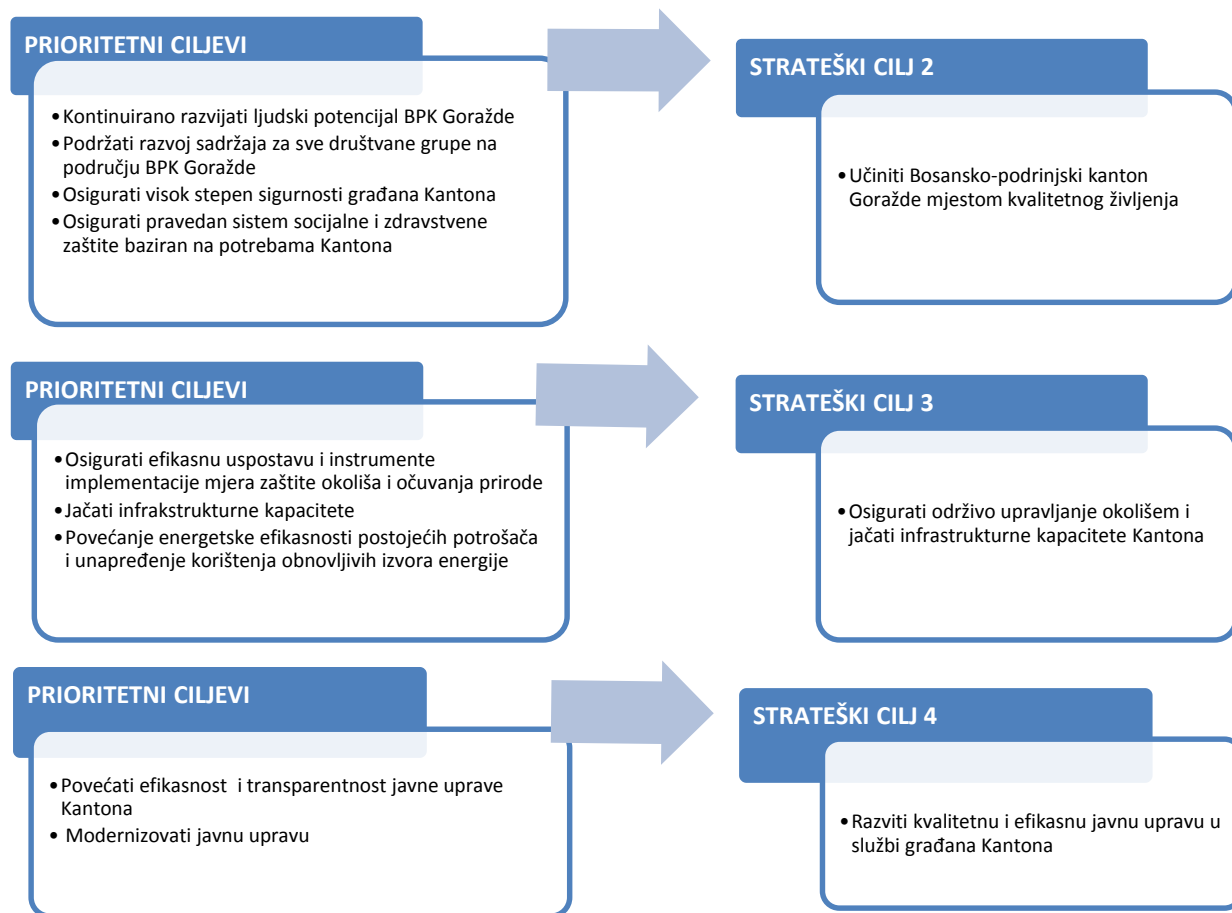 PRIORITETNI CILJEVI
•Kontinuirano razvijati ljudski potencijal BPK Goražde
•Podržati razvoj sadržaja za sve društvane grupe na
području BPK Goražde
•Osigurati visok stepen sigurnosti građana Kantona
•Osigurati pravedan sistem socijalne i zdravstvene
zaštite baziran na potrebama Kantona
STRATEŠKI CILJ 2
•Učiniti Bosansko-podrinjski kanton
Goražde mjestom kvalitetnog življenja
PRIORITETNI CILJEVI
•Osigurati efikasnu uspostavu i instrumente
implementacije mjera zaštite okoliša i očuvanja prirode
•Jačati infrakstrukturne kapacitete
•Povećanje energetske efikasnosti postojećih potrošača
i unapređenje korištenja obnovljivih izvora energije
STRATEŠKI CILJ 3
•Osigurati održivo upravljanje okolišem i
jačati infrastrukturne kapacitete Kantona
PRIORITETNI CILJEVI
•Povećati efikasnost i transparentnost javne uprave
Kantona
• Modernizovati javnu upravu
STRATEŠKI CILJ 4
•Razviti kvalitetnu i efikasnu javnu upravu u
službi građana Kantona